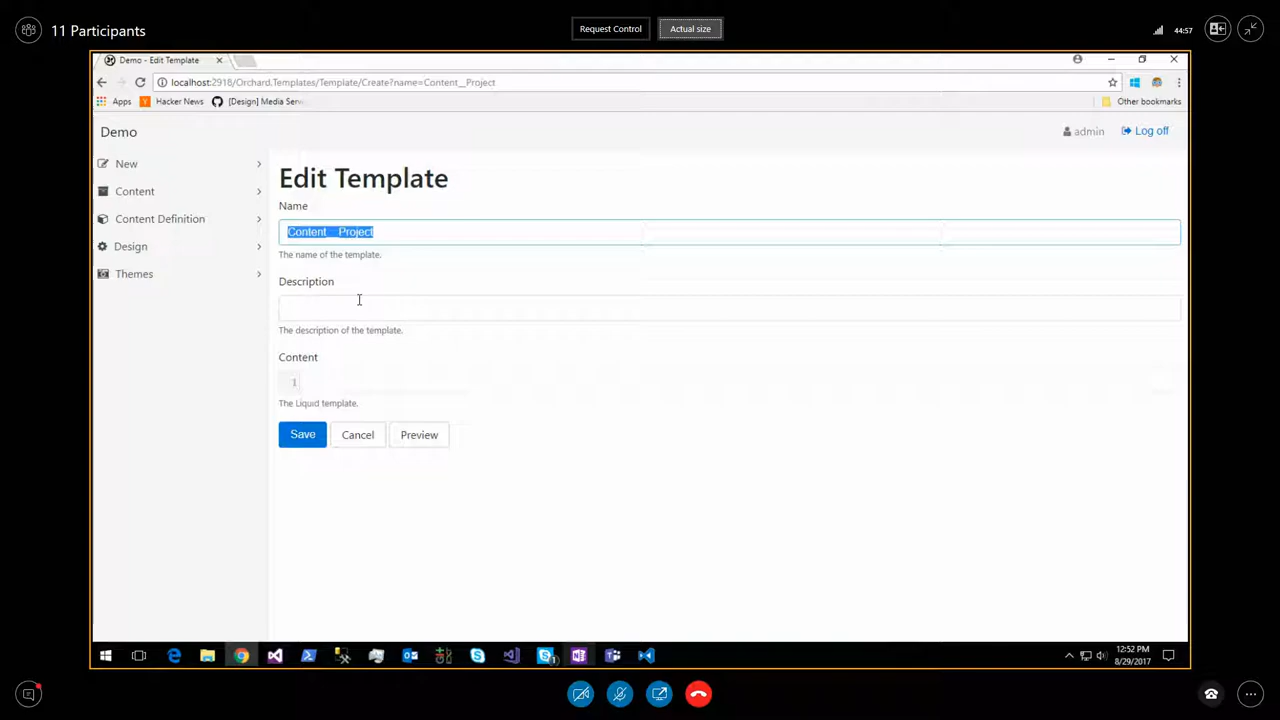 11 Participants
Request Control
Actual size
44:57
Demo - Edit Template
localhost:2918/Orchard.Templates/Template/Create?name=Content__Project
Apps
Hacker News
[Design] Media Serv
Other bookmarks
Demo
admin
Log off
New
Content
Content Definition
Design
Themes
Edit Template
Name
Content__Project
The name of the template.
Description
The description of the template.
Content
1
The Liquid template.
Save
Cancel
Preview
12:52 PM
8/29/2017